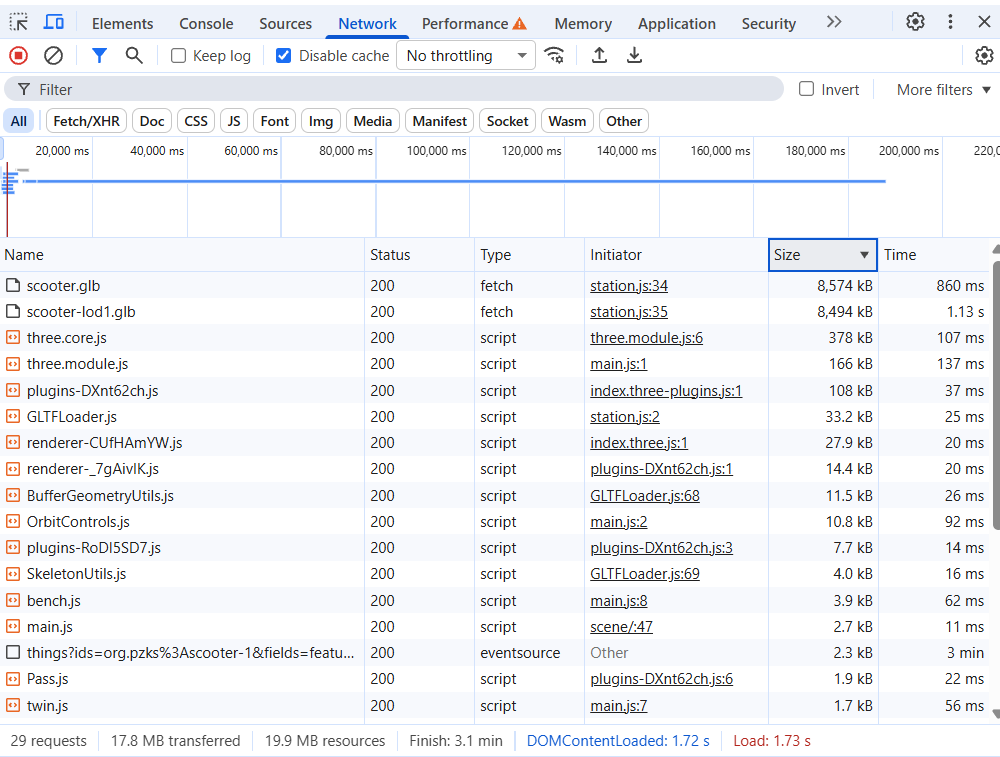 Elements Console Sources Network Performance Memory Application Security
Keep log Disable cache No throttling
Filter Invert More filters
All Fetch/XHR Doc CSS JS Font Img Media Manifest Socket Wasm Other
20,000 ms 40,000 ms 60,000 ms 80,000 ms 100,000 ms 120,000 ms 140,000 ms 160,000 ms 180,000 ms 200,000 ms 220,0
Name Status Type Initiator Size Time
scooter.glb 200 fetch station.js:34 8,574 kB 860 ms
scooter-lod1.glb 200 fetch station.js:35 8,494 kB 1.13 s
three.core.js 200 script three.module.js:6 378 kB 107 ms
three.module.js 200 script main.js:1 166 kB 137 ms
plugins-DXnt62ch.js 200 script index.three-plugins.js:1 108 kB 37 ms
GLTFLoader.js 200 script station.js:2 33.2 kB 25 ms
renderer-CUfHAmYW.js 200 script index.three.js:1 27.9 kB 20 ms
renderer-_7gAivlK.js 200 script plugins-DXnt62ch.js:1 14.4 kB 20 ms
BufferGeometryUtils.js 200 script GLTFLoader.js:68 11.5 kB 26 ms
OrbitControls.js 200 script main.js:2 10.8 kB 92 ms
plugins-RoDI5SD7.js 200 script plugins-DXnt62ch.js:3 7.7 kB 14 ms
SkeletonUtils.js 200 script GLTFLoader.js:69 4.0 kB 16 ms
bench.js 200 script main.js:8 3.9 kB 62 ms
main.js 200 script scene/:47 2.7 kB 11 ms
things?ids=org.pzks%3Ascooter-1&fields=featu... 200 eventsource Other 2.3 kB 3 min
Pass.js 200 script plugins-DXnt62ch.js:6 1.9 kB 22 ms
twin.js 200 script main.js:7 1.7 kB 56 ms
29 requests 17.8 MB transferred 19.9 MB resources Finish: 3.1 min DOMContentLoaded: 1.72 s Load: 1.73 s